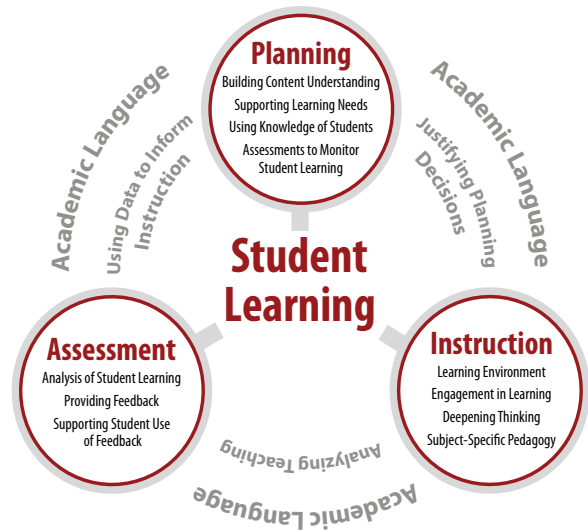 Planning
Building Content Understanding
Supporting Learning Needs
Using Knowledge of Students
Assessments to Monitor
Student Learning
Academic Language
Using Data to Inform
Instruction
Academic Language
Justifying Planning
Decisions
Student
Learning
Assessment
Analysis of Student Learning
Providing Feedback
Supporting Student Use
of Feedback
Instruction
Learning Environment
Engagement in Learning
Deepening Thinking
Subject-Specific Pedagogy
Analyzing Teaching
Academic Language